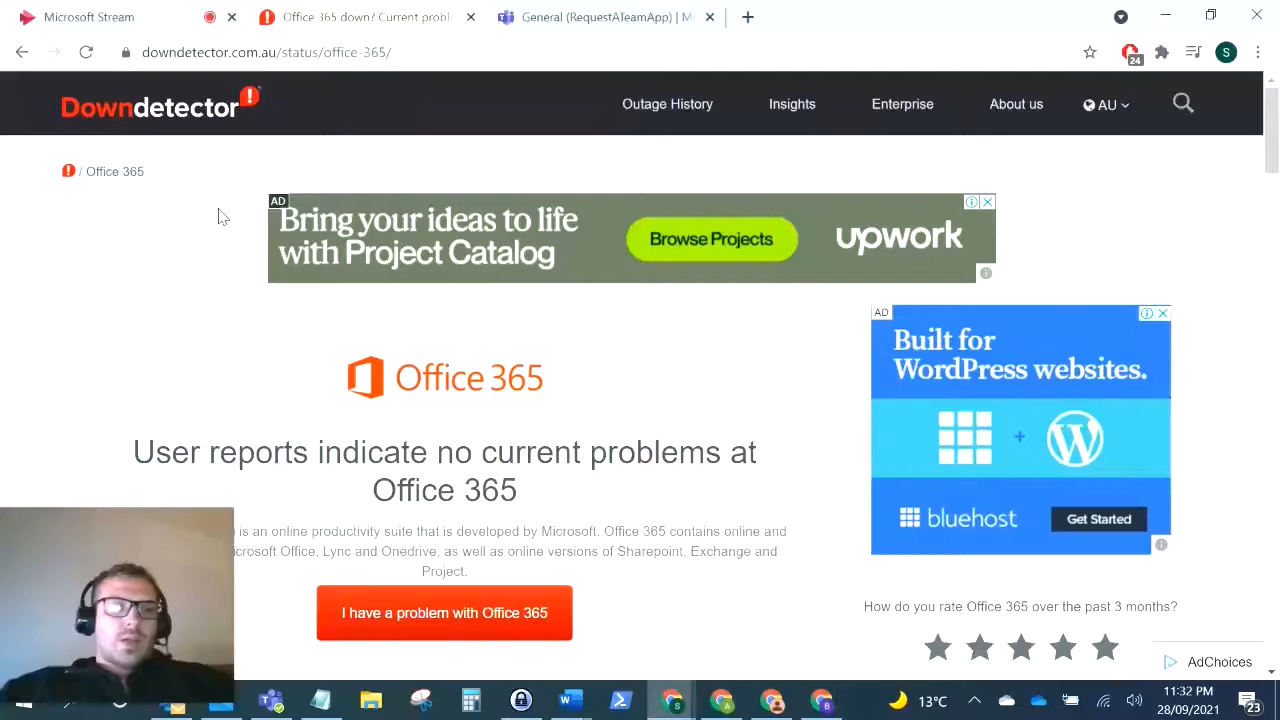 Microsoft Stream
Office 365 down? Current probl
General (RequestATeamApp) | Mi
downdetector.com.au/status/office-365/
24
S
Downdetector
Outage History
Insights
Enterprise
About us
AU
/ Office 365
AD
Bring your ideas to life
with Project Catalog
Browse Projects
upwork
Office 365
User reports indicate no current problems at
Office 365
is an online productivity suite that is developed by Microsoft. Office 365 contains online and
icrosoft Office, Lync and Onedrive, as well as online versions of Sharepoint, Exchange and
Project.
I have a problem with Office 365
AD
Built for
WordPress websites.
bluehost
Get Started
How do you rate Office 365 over the past 3 months?
AdChoices
13°C
11:32 PM
28/09/2021
23